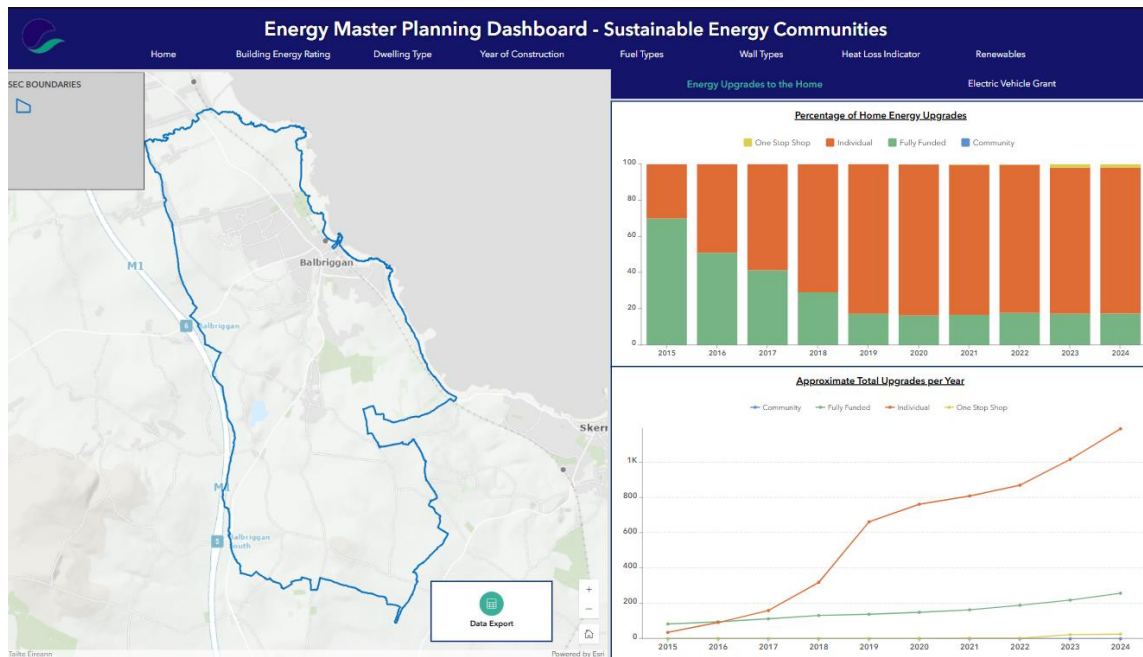 Energy Master Planning Dashboard - Sustainable Energy Communities
Home Building Energy Rating Dwelling Type Year of Construction Fuel Types Wall Types Heat Loss Indicator Renewables
Energy Upgrades to the Home Electric Vehicle Grant
SEC BOUNDARIES
M1
Balbriggan
6 Balbriggan
Skerr
M1
5 Balbriggan
South
Data Export
+
–
Tailte Éireann Powered by Esri
Percentage of Home Energy Upgrades
One Stop Shop Individual Fully Funded Community
100
80
60
40
20
0
2015 2016 2017 2018 2019 2020 2021 2022 2023 2024
Approximate Total Upgrades per Year
Community Fully Funded Individual One Stop Shop
1K
800
600
400
200
0
2015 2016 2017 2018 2019 2020 2021 2022 2023 2024